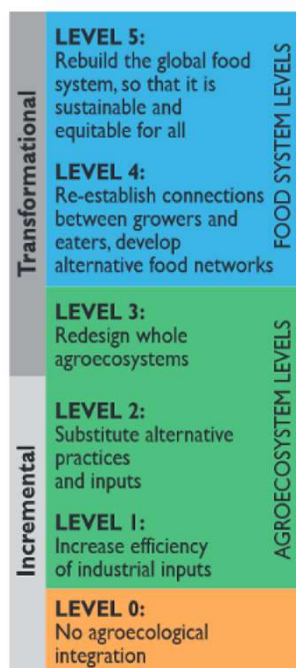 Transformational
Incremental
LEVEL 5:
Rebuild the global food
system, so that it is
sustainable and
equitable for all
LEVEL 4:
Re-establish connections
between growers and
eaters, develop
alternative food networks
LEVEL 3:
Redesign whole
agroecosystems
LEVEL 2:
Substitute alternative
practices
and inputs
LEVEL 1:
Increase efficiency
of industrial inputs
LEVEL 0:
No agroecological
integration
FOOD SYSTEM LEVELS
AGROECOSYSTEM LEVELS